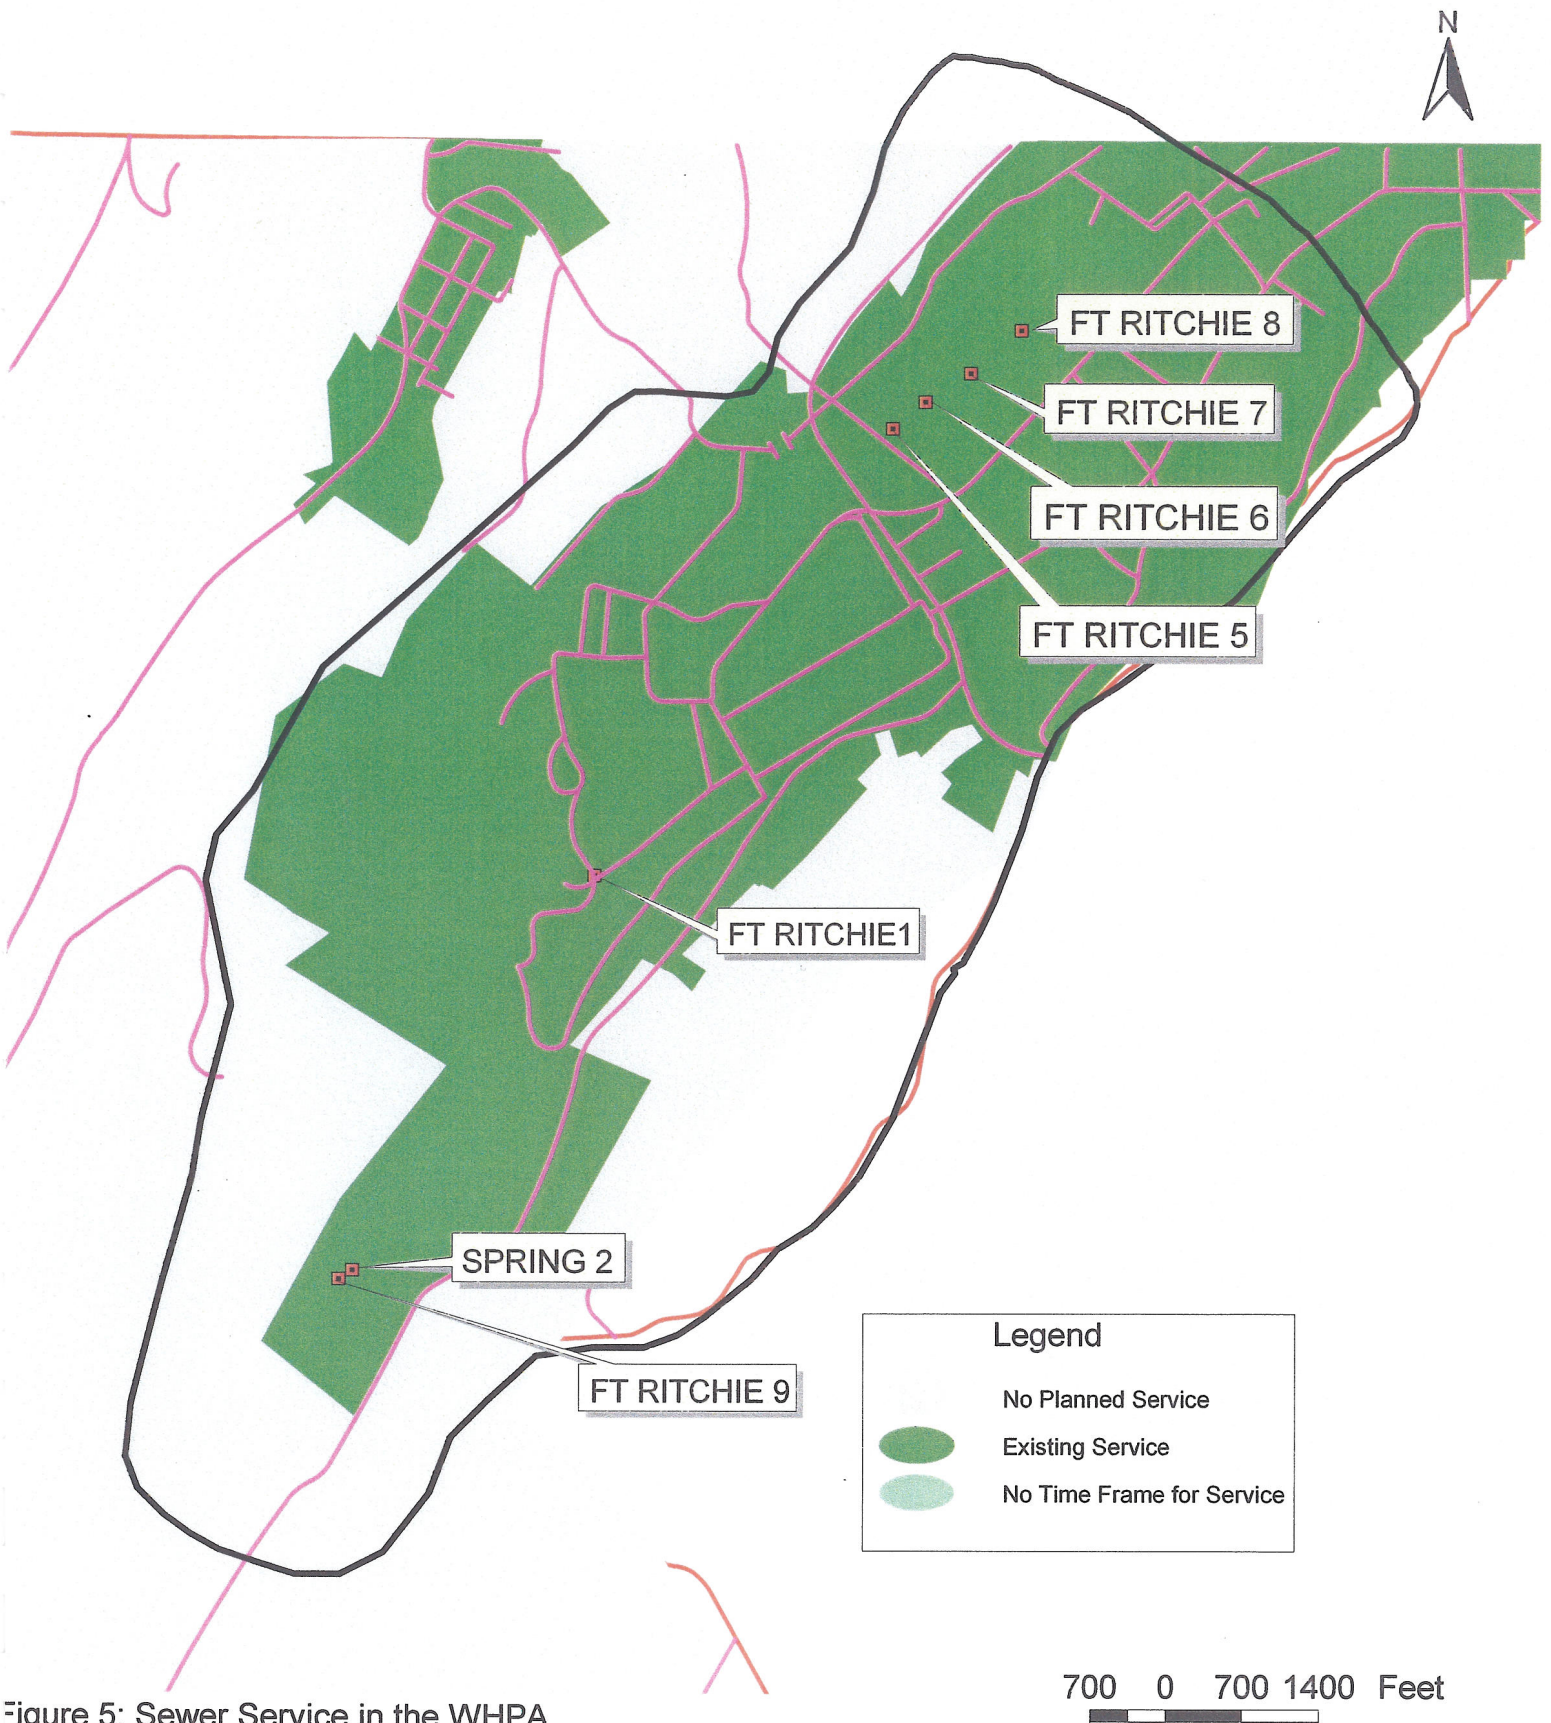 N
FT RITCHIE 8
FT RITCHIE 7
FT RITCHIE 6
FT RITCHIE 5
FT RITCHIE1
SPRING 2
FT RITCHIE 9
Legend
No Planned Service
Existing Service
No Time Frame for Service
700 0 700 1400 Feet
Figure 5: Sewer Service in the WHPA